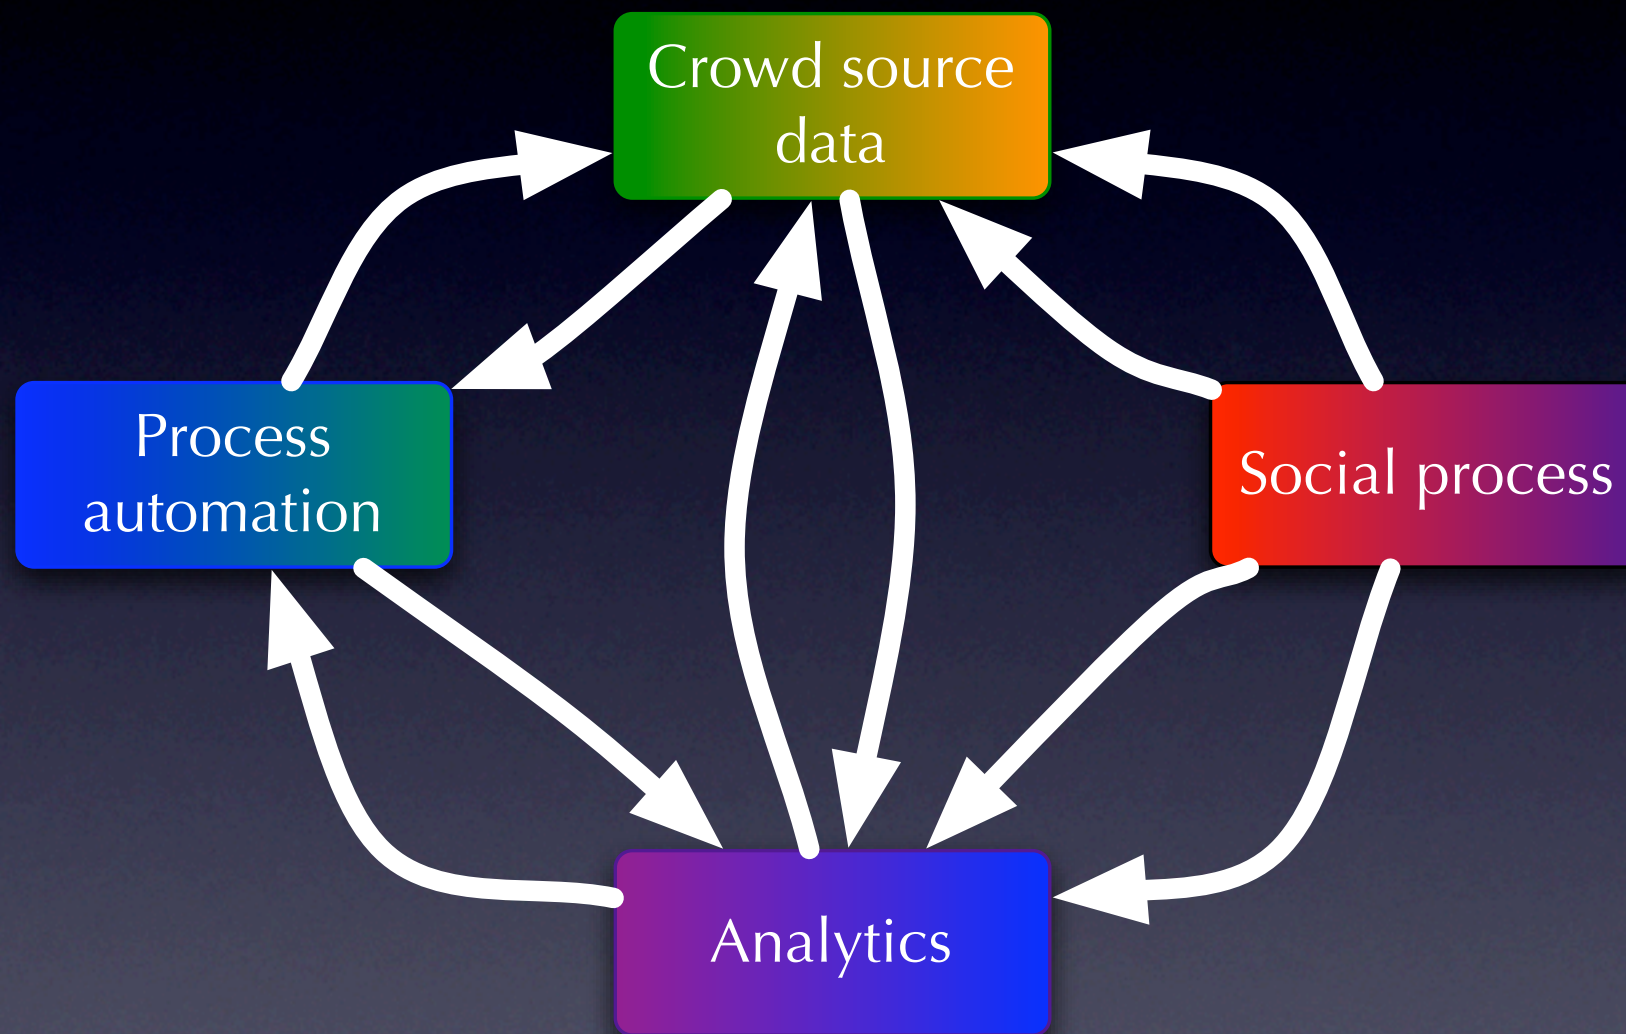 Crowd source
data
Process
automation
Social process
Analytics